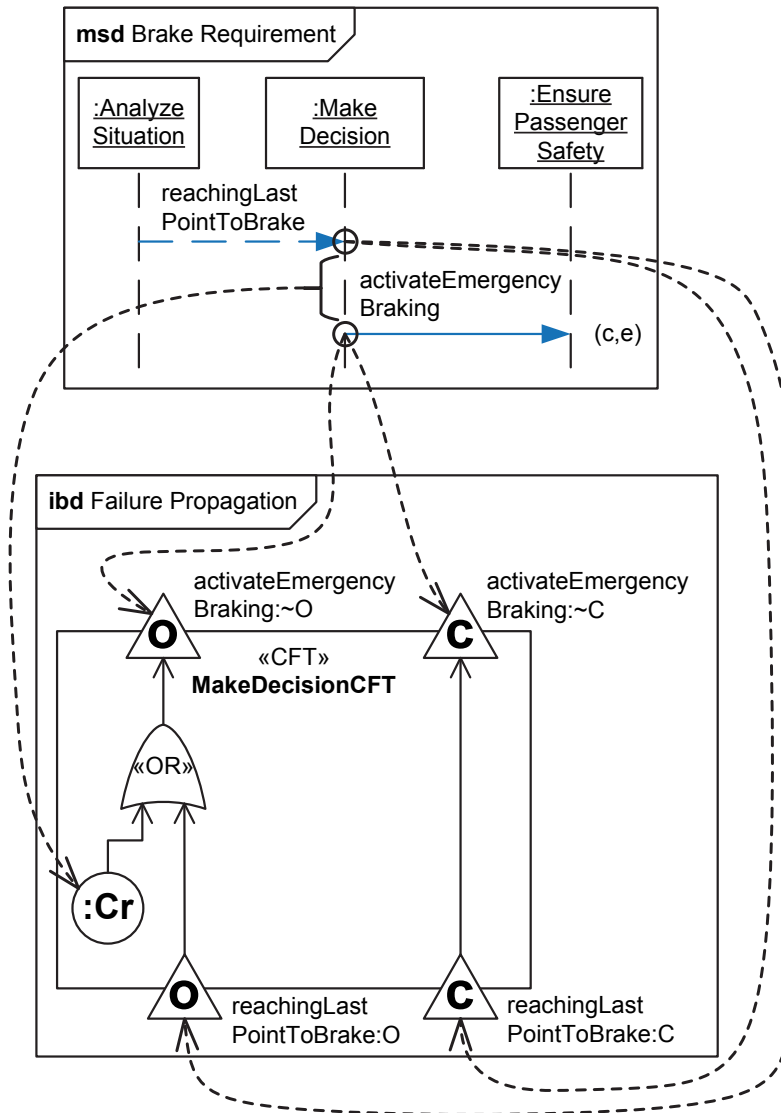 msd Brake Requirement
:Analyze
Situation
:Make
Decision
:Ensure
Passenger
Safety
reachingLast
PointToBrake
activateEmergency
Braking
(c,e)
ibd Failure Propagation
activateEmergency
Braking:~O
activateEmergency
Braking:~C
O
C
«CFT»
MakeDecisionCFT
«OR»
:Cr
O
C
reachingLast
PointToBrake:O
reachingLast
PointToBrake:C